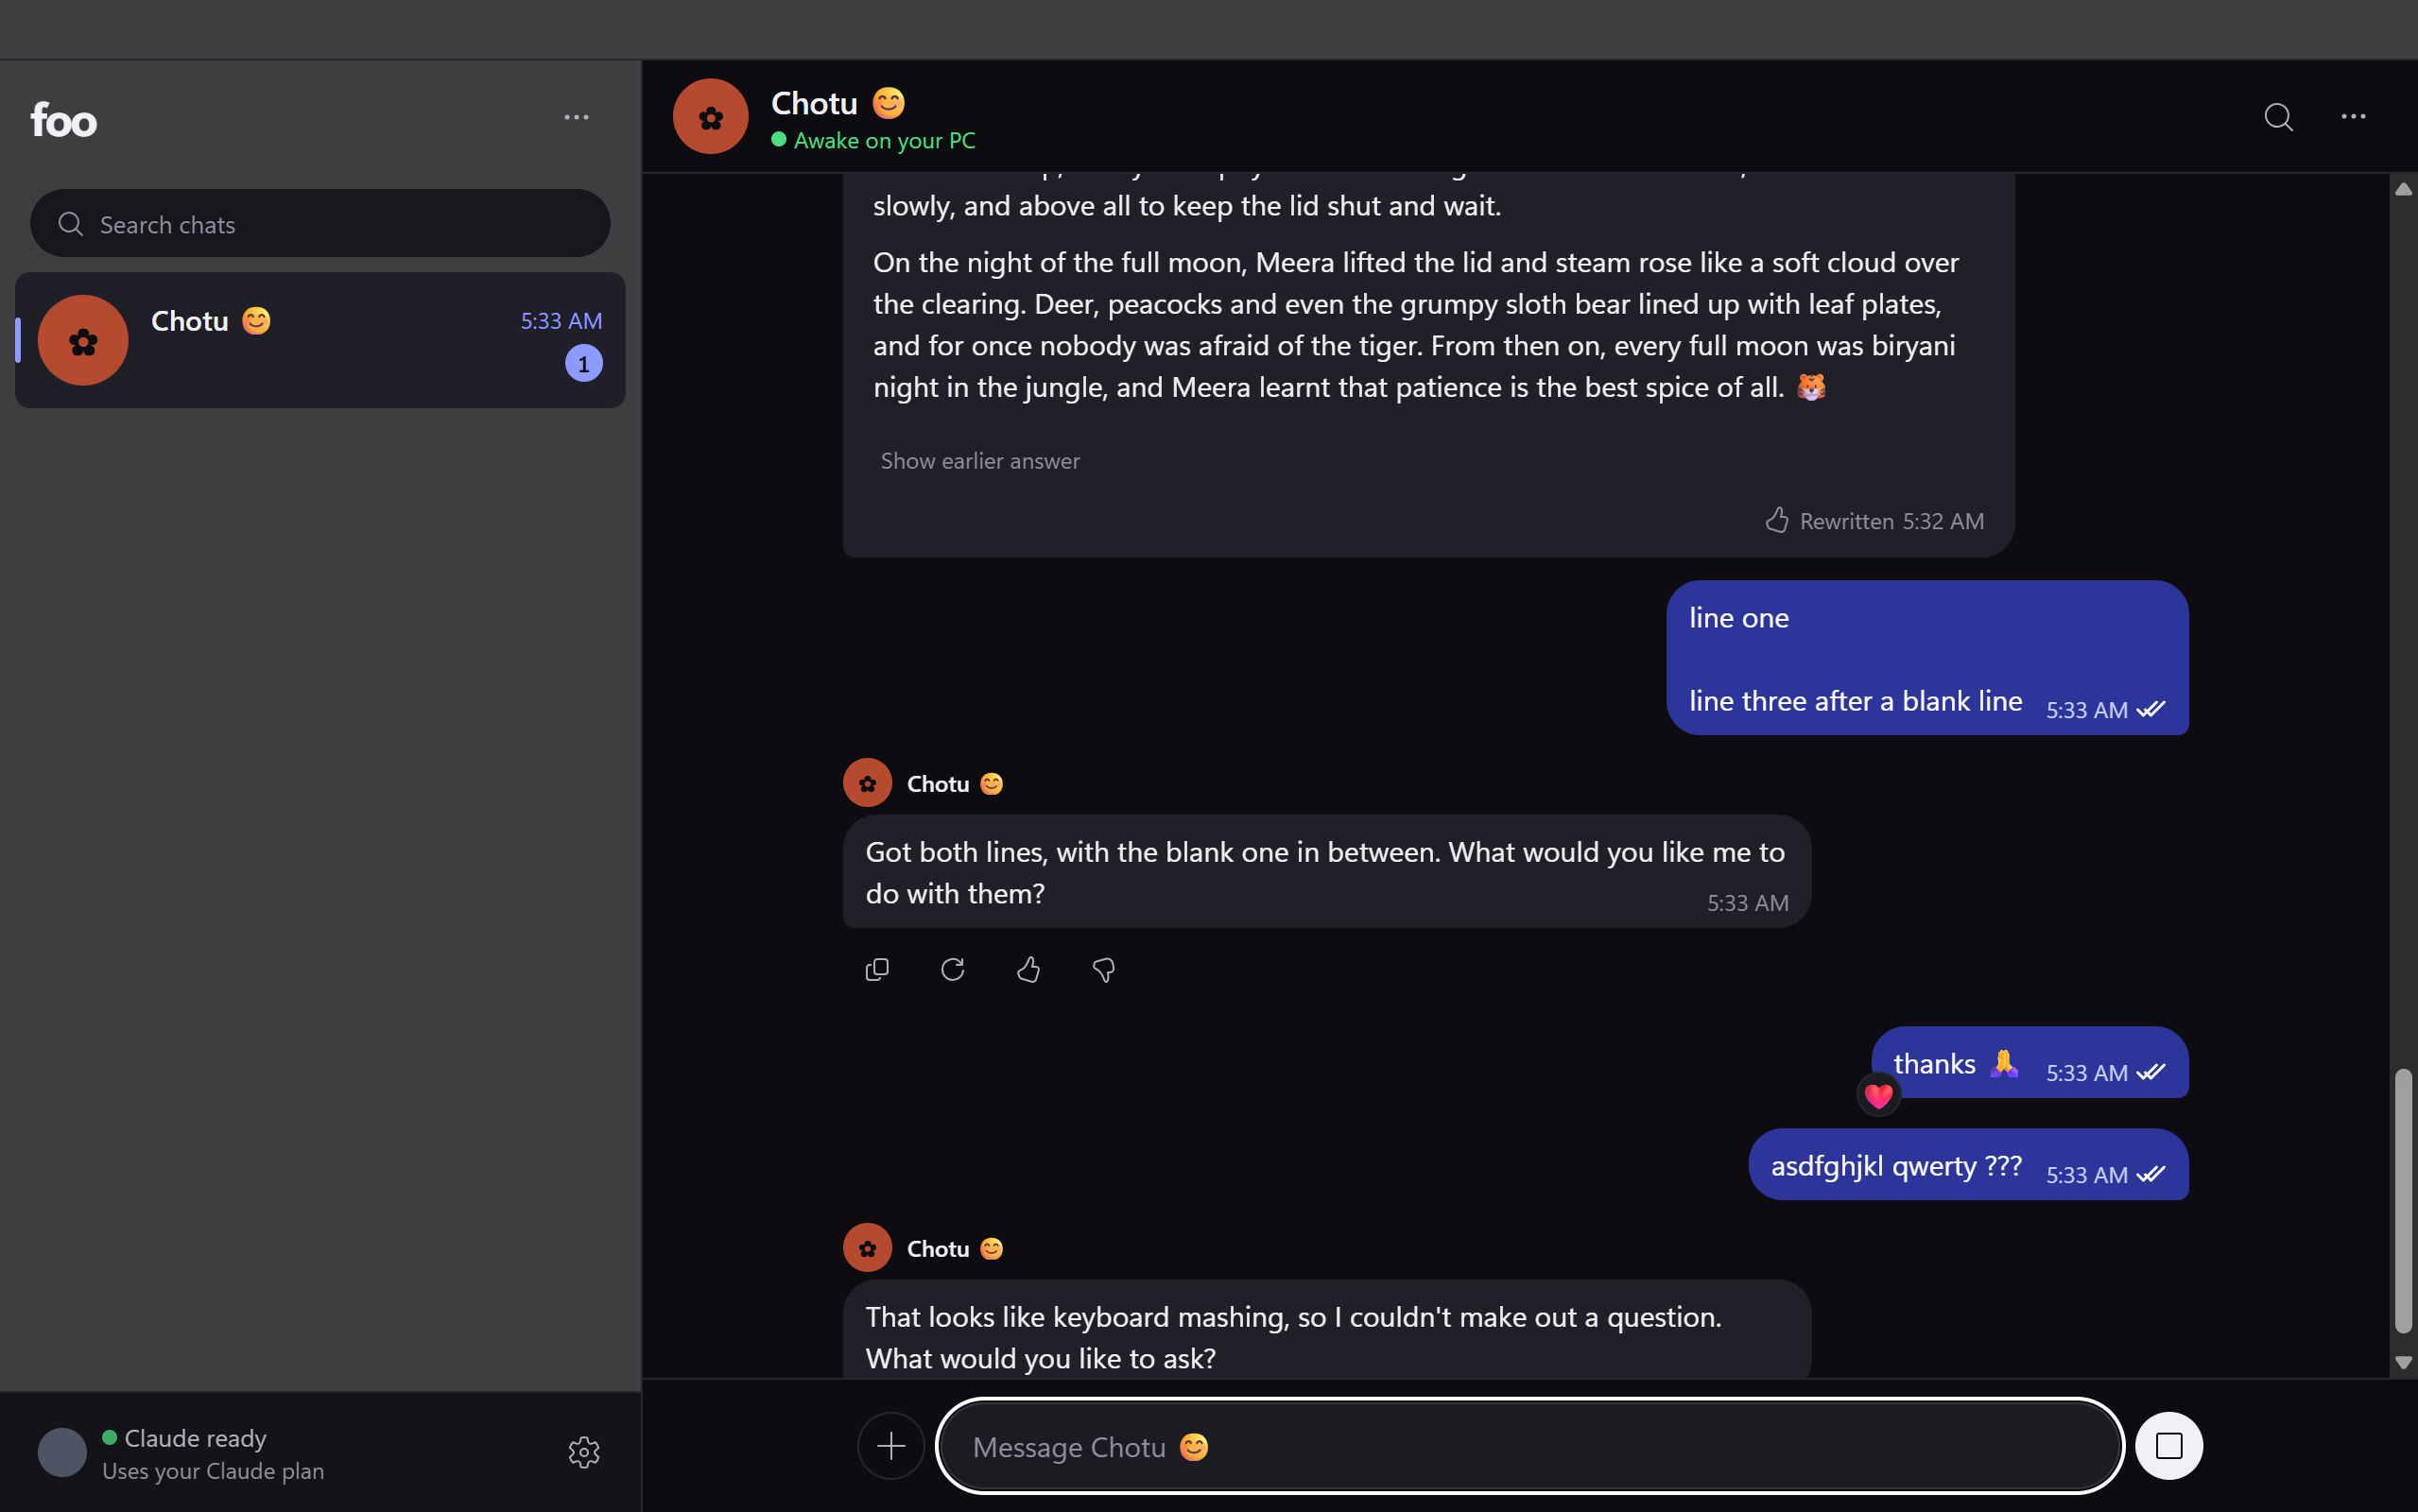 foo
Search chats
Chotu 😊
5:33 AM
1
Claude ready
Uses your Claude plan
Chotu 😊
Awake on your PC
slowly, and above all to keep the lid shut and wait.
On the night of the full moon, Meera lifted the lid and steam rose like a soft cloud over
the clearing. Deer, peacocks and even the grumpy sloth bear lined up with leaf plates,
and for once nobody was afraid of the tiger. From then on, every full moon was biryani
night in the jungle, and Meera learnt that patience is the best spice of all. 🐯
Show earlier answer
Rewritten 5:32 AM
line one
line three after a blank line 5:33 AM
Chotu 😊
Got both lines, with the blank one in between. What would you like me to
do with them?
5:33 AM
thanks 🙏 5:33 AM
asdfghjkl qwerty ??? 5:33 AM
Chotu 😊
That looks like keyboard mashing, so I couldn't make out a question.
What would you like to ask?
Message Chotu 😊